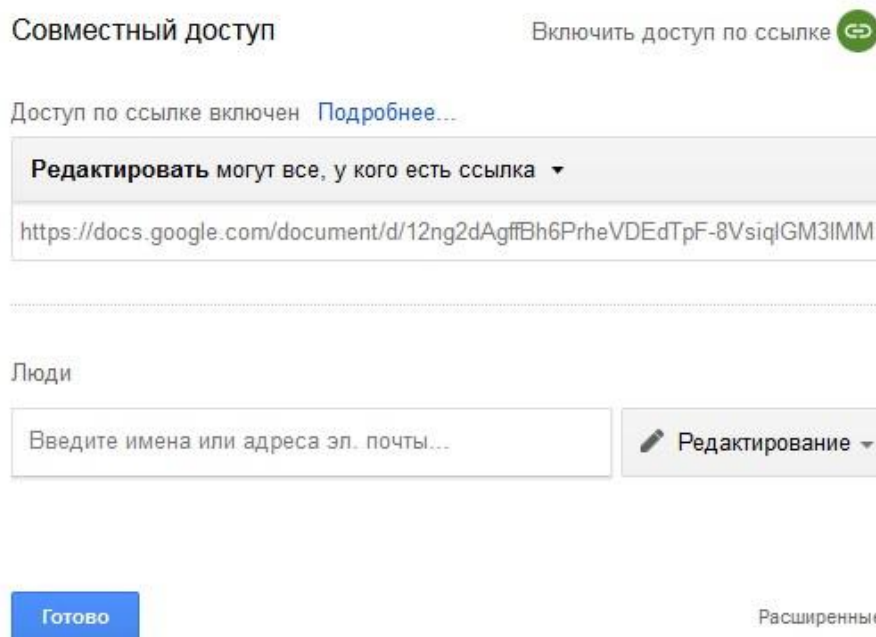 Совместный доступ Включить доступ по ссылке
Доступ по ссылке включен Подробнее...
Редактировать могут все, у кого есть ссылка
https://docs.google.com/document/d/12ng2dAgffBh6PrheVDEdTpF-8VsiqlGM3lMM
Люди
Введите имена или адреса эл. почты...
Редактирование
Готово Расширенные